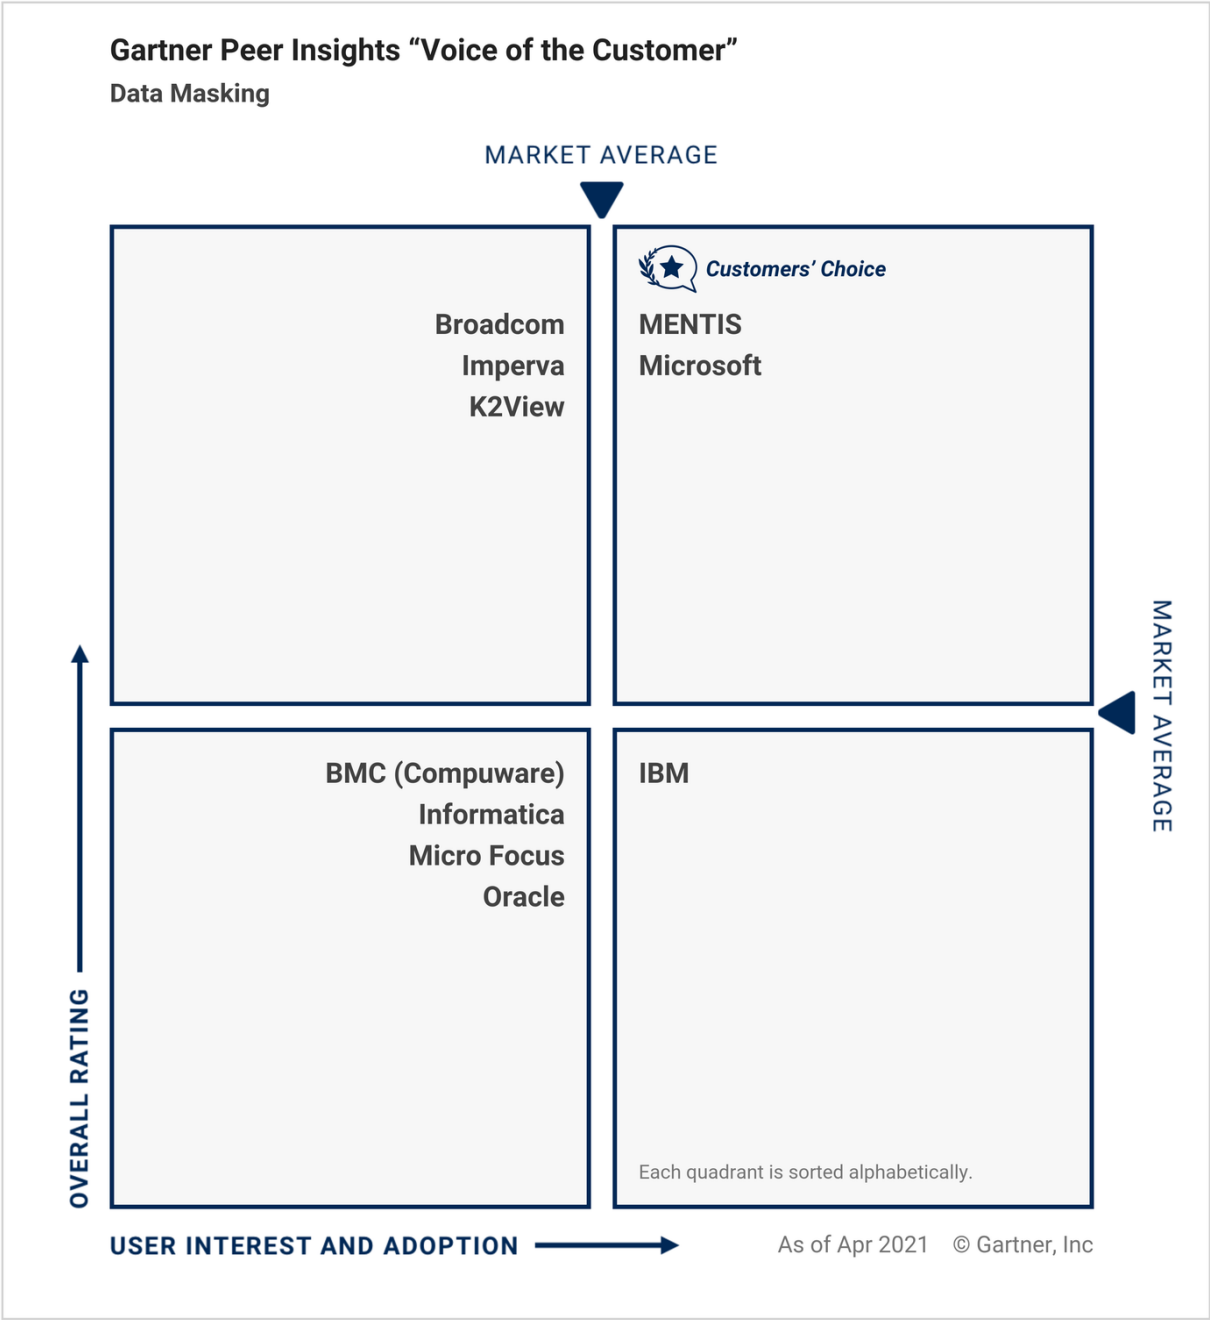 Gartner Peer Insights “Voice of the Customer”
Data Masking
MARKET AVERAGE
Broadcom
Imperva
K2View
Customers’ Choice
MENTIS
Microsoft
MARKET AVERAGE
BMC (Compuware)
Informatica
Micro Focus
Oracle
IBM
Each quadrant is sorted alphabetically.
OVERALL RATING
USER INTEREST AND ADOPTION
As of Apr 2021 © Gartner, Inc